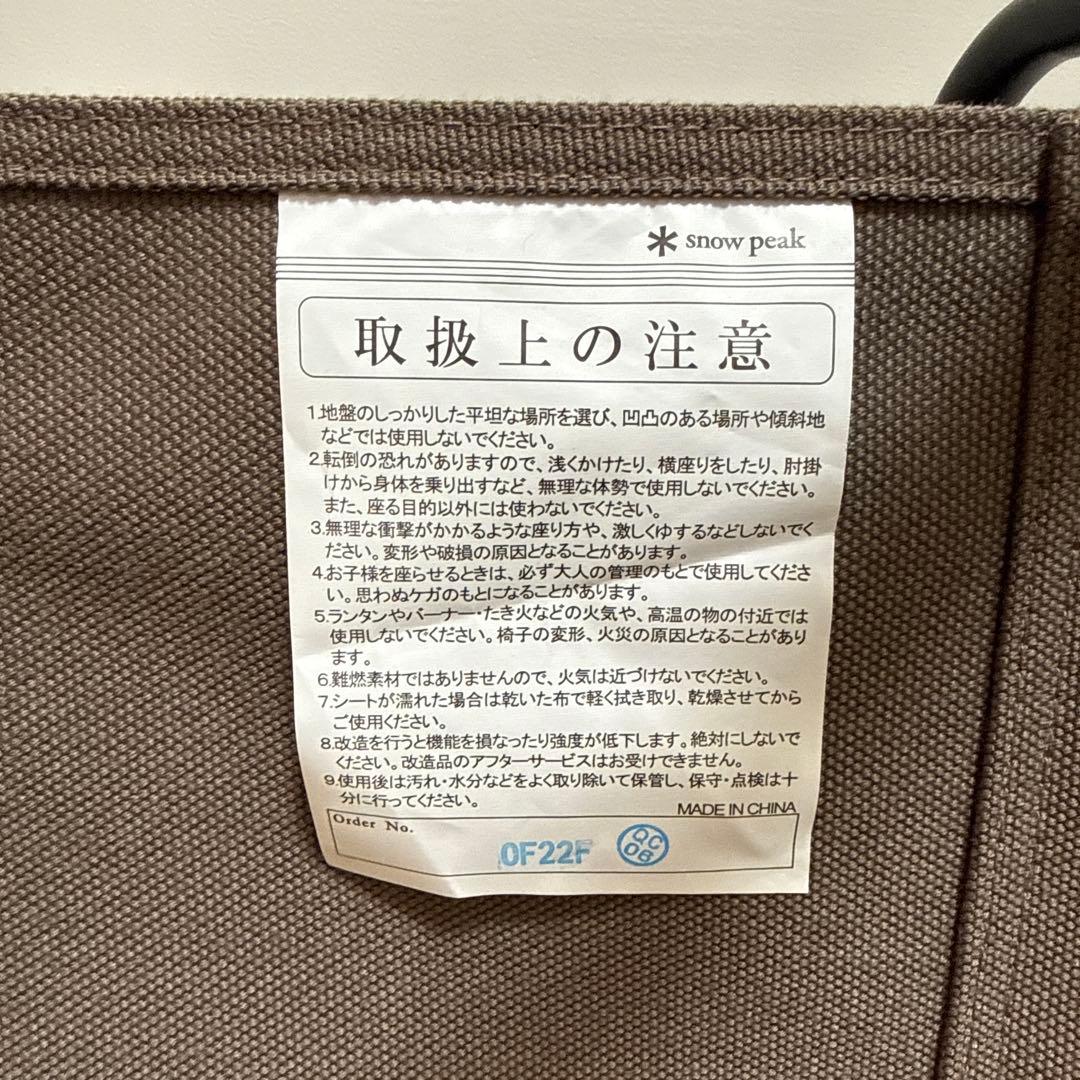 snow peak
取扱上の注意
1.地盤のしっかりした平坦な場所を選び、凹凸のある場所や傾斜地
などでは使用しないでください。
2.転倒の恐れがありますので、浅くかけたり、横座りをしたり、肘掛
けから身体を乗り出すなど、無理な体勢で使用しないでください。
また、座る目的以外には使わないでください。
3.無理な衝撃がかかるような座り方や、激しくゆするなどしないでく
ださい。変形や破損の原因となることがあります。
4.お子様を座らせるときは、必ず大人の管理のもとで使用してくださ
い。思わぬケガのもとになることがあります。
5.ランタンやバーナー・たき火などの火気や、高温の物の付近では
使用しないでください。椅子の変形、火災の原因となることがあり
ます。
6.難燃素材ではありませんので、火気は近づけないでください。
7.シートが濡れた場合は乾いた布で軽く拭き取り、乾燥させてから
ご使用ください。
8.改造を行うと機能を損なったり強度が低下します。絶対にしないで
ください。改造品のアフターサービスはお受けできません。
9.使用後は汚れ・水分などをよく取り除いて保管し、保守・点検は十
分に行ってください。
MADE IN CHINA
Order No.
0F22F
QC
08